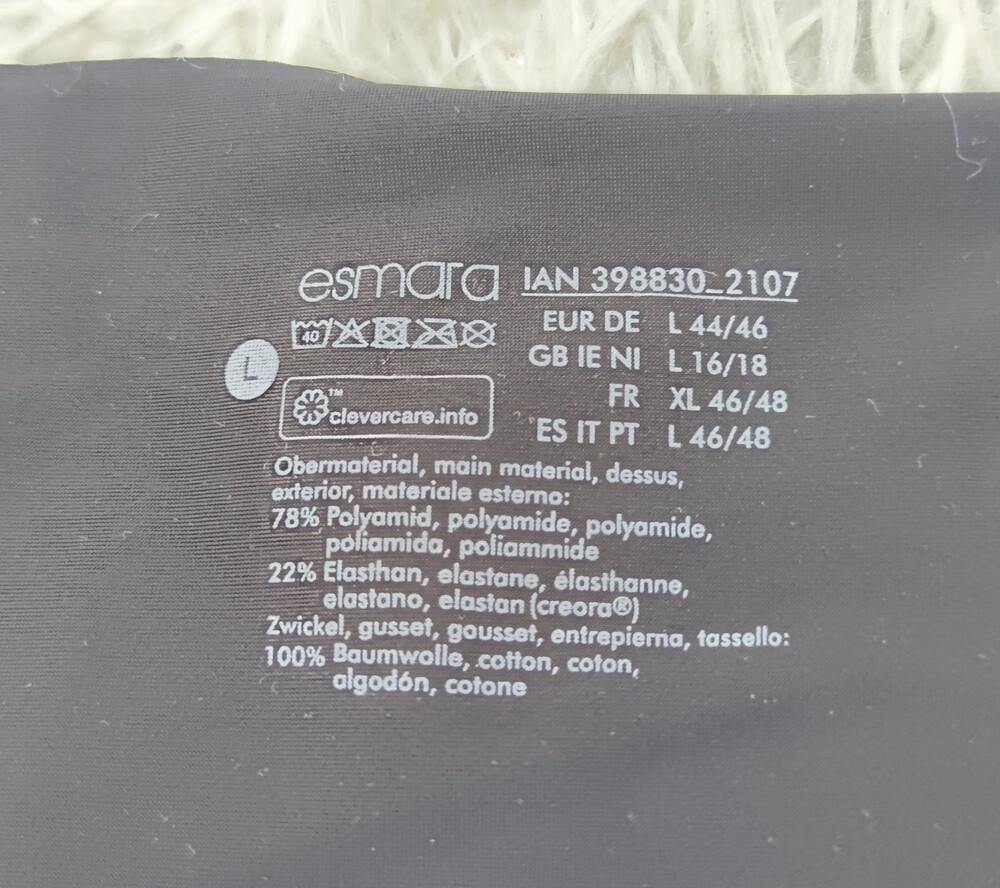 esmara IAN 398830_2107
40
EUR DE L 44/46
GB IE NI L 16/18
FR XL 46/48
ES IT PT L 46/48
L
™
clevercare.info
Obermaterial, main material, dessus,
exterior, materiale esterno:
78% Polyamid, polyamide, polyamide,
poliamida, poliammide
22% Elasthan, elastane, élasthanne,
elastano, elastan (creora®)
Zwickel, gusset, gousset, entrepierna, tassello:
100% Baumwolle, cotton, coton,
algodón, cotone